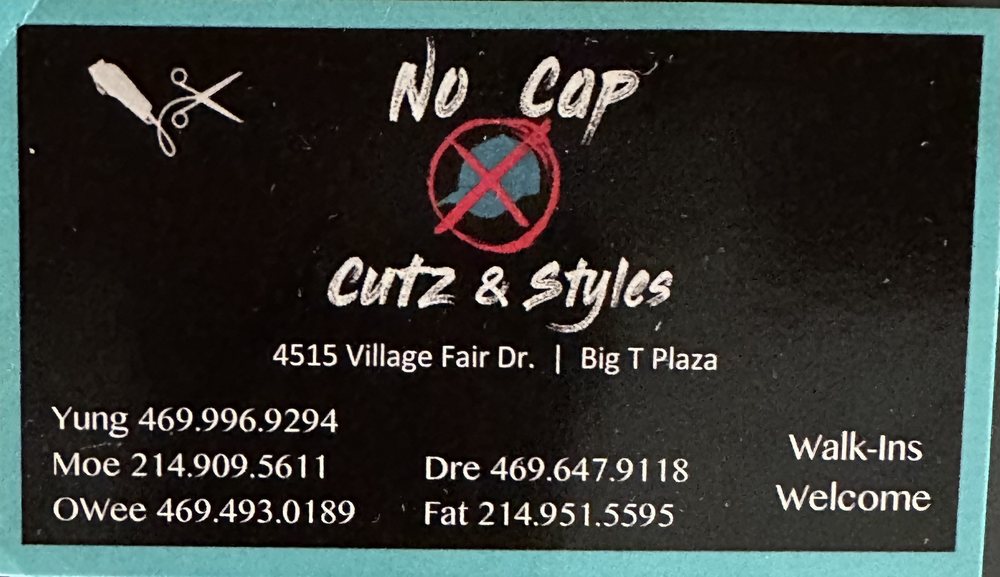 No Cap
Cutz & Styles
4515 Village Fair Dr. | Big T Plaza
Yung 469.996.9294
Moe 214.909.5611
OWee 469.493.0189
Dre 469.647.9118
Fat 214.951.5595
Walk-Ins
Welcome